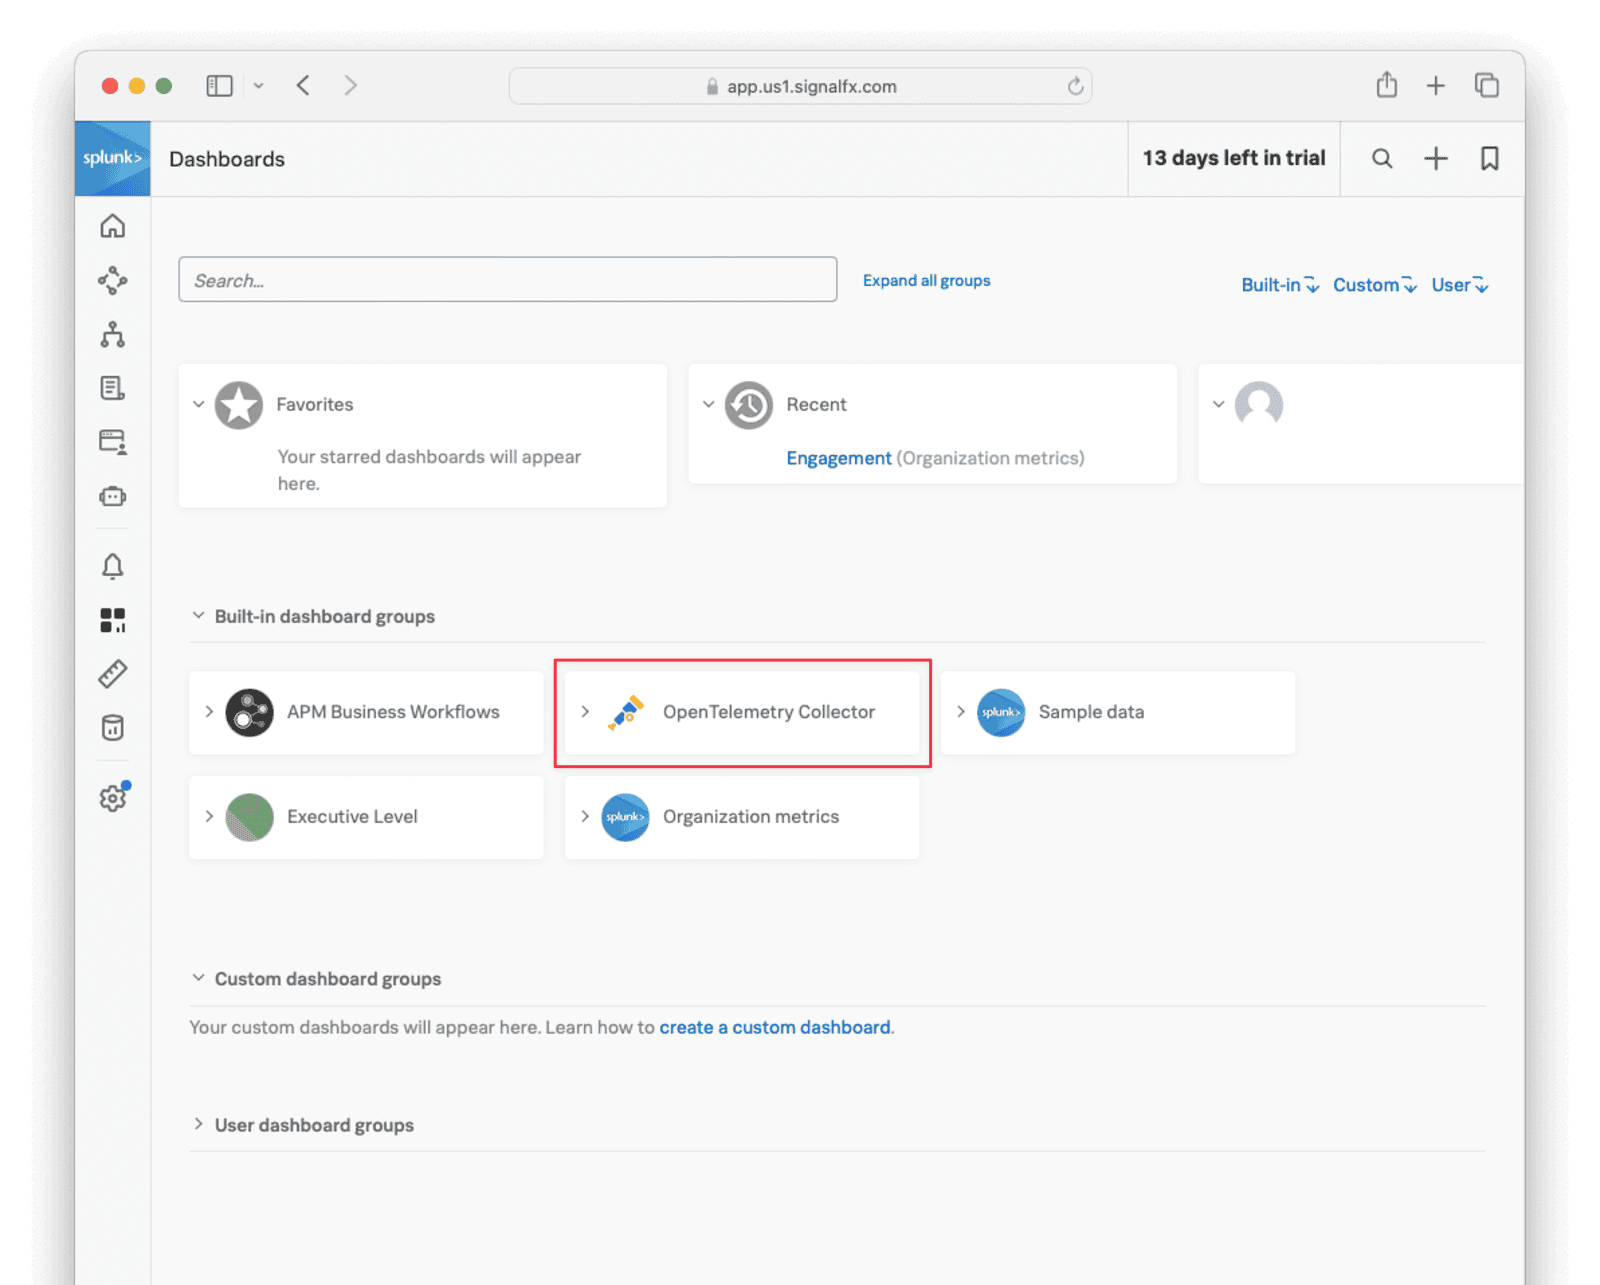 app.us1.signalfx.com
splunk>
Dashboards
13 days left in trial
Search...
Expand all groups
Built-in
Custom
User
Favorites
Your starred dashboards will appear
here.
Recent
Engagement (Organization metrics)
Built-in dashboard groups
APM Business Workflows
OpenTelemetry Collector
splunk>
Sample data
Executive Level
splunk>
Organization metrics
Custom dashboard groups
Your custom dashboards will appear here. Learn how to create a custom dashboard.
User dashboard groups